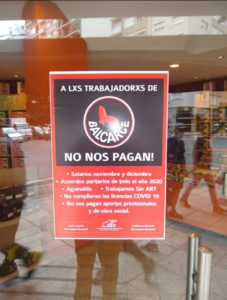 A LXS TRABAJADORXS DE
BALCARCE
NO NOS PAGAN!
• Salarios noviembre y diciembre
• Acuerdos paritarios de todo el año 2020
• Aguinaldo • Trabajamos Sin ART
• No cumplieron las licencias COVID 19
• No nos pagan aportes previsionales
y de obra social.